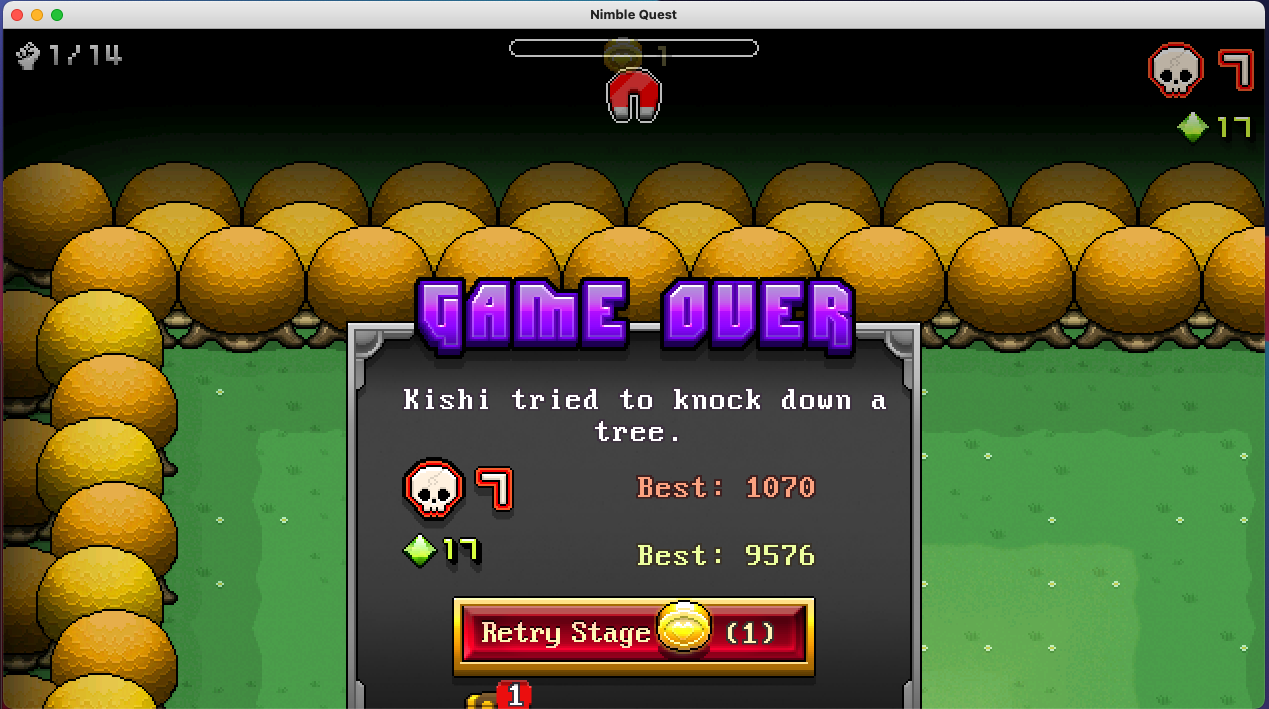 Nimble Quest
1/14
1
7
17
GAME OVER
Kishi tried to knock down a
tree.
7
Best: 1070
17
Best: 9576
Retry Stage (1)
1